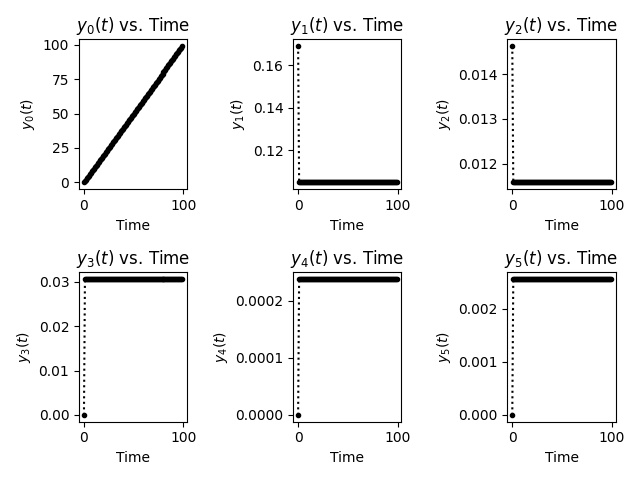 y₀(t) vs. Time
y₁(t) vs. Time
y₂(t) vs. Time
100
75
50
25
0
y₀(t)
0 100
Time
0.16
0.14
0.12
y₁(t)
0 100
Time
0.014
0.013
0.012
y₂(t)
0 100
Time
y₃(t) vs. Time
y₄(t) vs. Time
y₅(t) vs. Time
0.03
0.02
0.01
0.00
y₃(t)
0 100
Time
0.0002
0.0001
0.0000
y₄(t)
0 100
Time
0.002
0.001
0.000
y₅(t)
0 100
Time